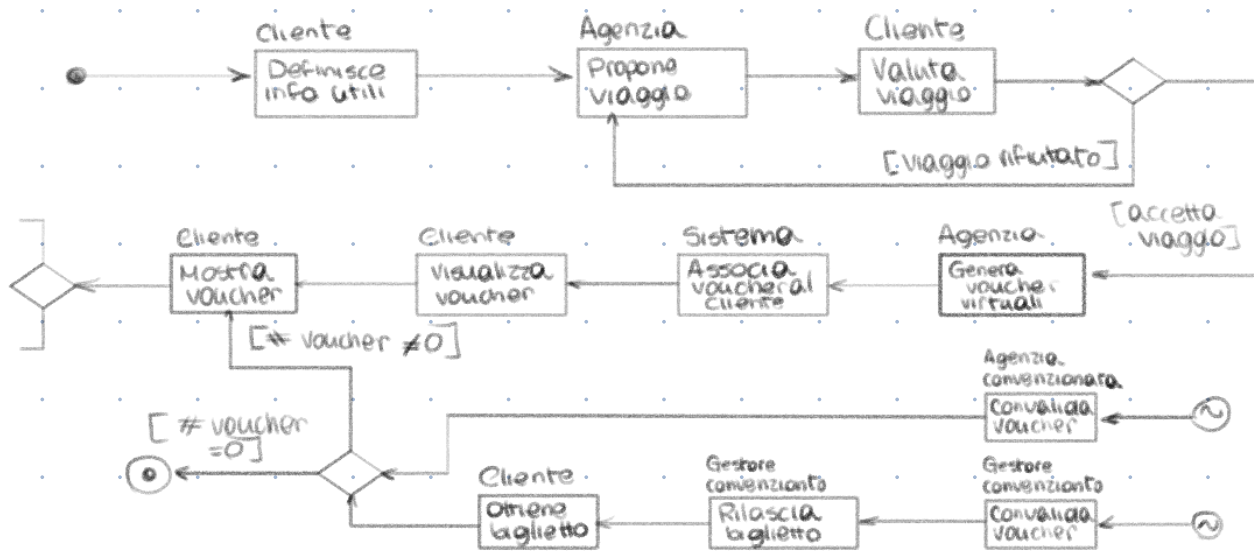 Cliente
Definisce
info utili
Agenzia
Propone
viaggio
Cliente
Valuta
viaggio
[viaggio rifiutato]
[accetta
viaggio]
Agenzia
Genera
voucher
virtuali
Sistema
Associa
voucher al
cliente
Cliente
Visualizza
voucher
Cliente
Mostra
voucher
[# voucher ≠0]
Agenzia
convenzionata
Convalida
voucher
[# voucher
=0]
Gestore
convenzionto
Convalida
voucher
Gestore
convenzionto
Rilascia
biglietto
Cliente
Ottiene
biglietto